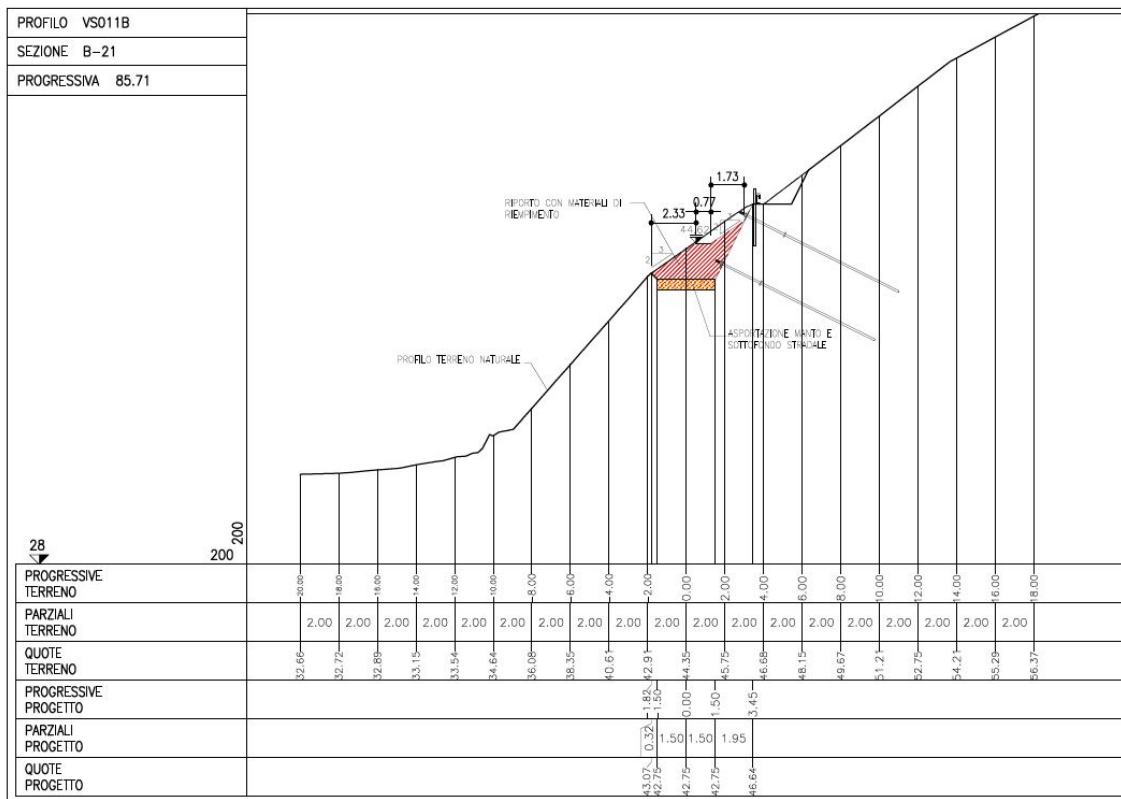 PROFILO VS011B
SEZIONE B-21
PROGRESSIVA 85.71
1.73
RIPORTO CON MATERIALI DI
RIEMPIMENTO
0.77
2.33
44.62
3
3
2
ASPORTAZIONE MANTO E
SOTTOFONDO STRADALE
PROFILO TERRENO NATURALE
28
200
200
PROGRESSIVE
TERRENO
20.00 18.00 16.00 14.00 12.00 10.00 8.00 6.00 4.00 2.00 0.00 2.00 4.00 6.00 8.00 10.00 12.00 14.00 16.00 18.00
PARZIALI
TERRENO
2.00 2.00 2.00 2.00 2.00 2.00 2.00 2.00 2.00 2.00 2.00 2.00 2.00 2.00 2.00 2.00 2.00 2.00 2.00
QUOTE
TERRENO
32.66 32.72 32.89 33.15 33.54 34.64 36.08 38.35 40.61 42.91 44.35 45.75 46.68 48.15 49.67 51.21 52.75 54.21 55.29 56.37
PROGRESSIVE
PROGETTO
1.82 1.50 0.00 1.50 3.45
PARZIALI
PROGETTO
0.32 1.50 1.50 1.95
QUOTE
PROGETTO
43.07 42.75 42.75 42.75 46.64